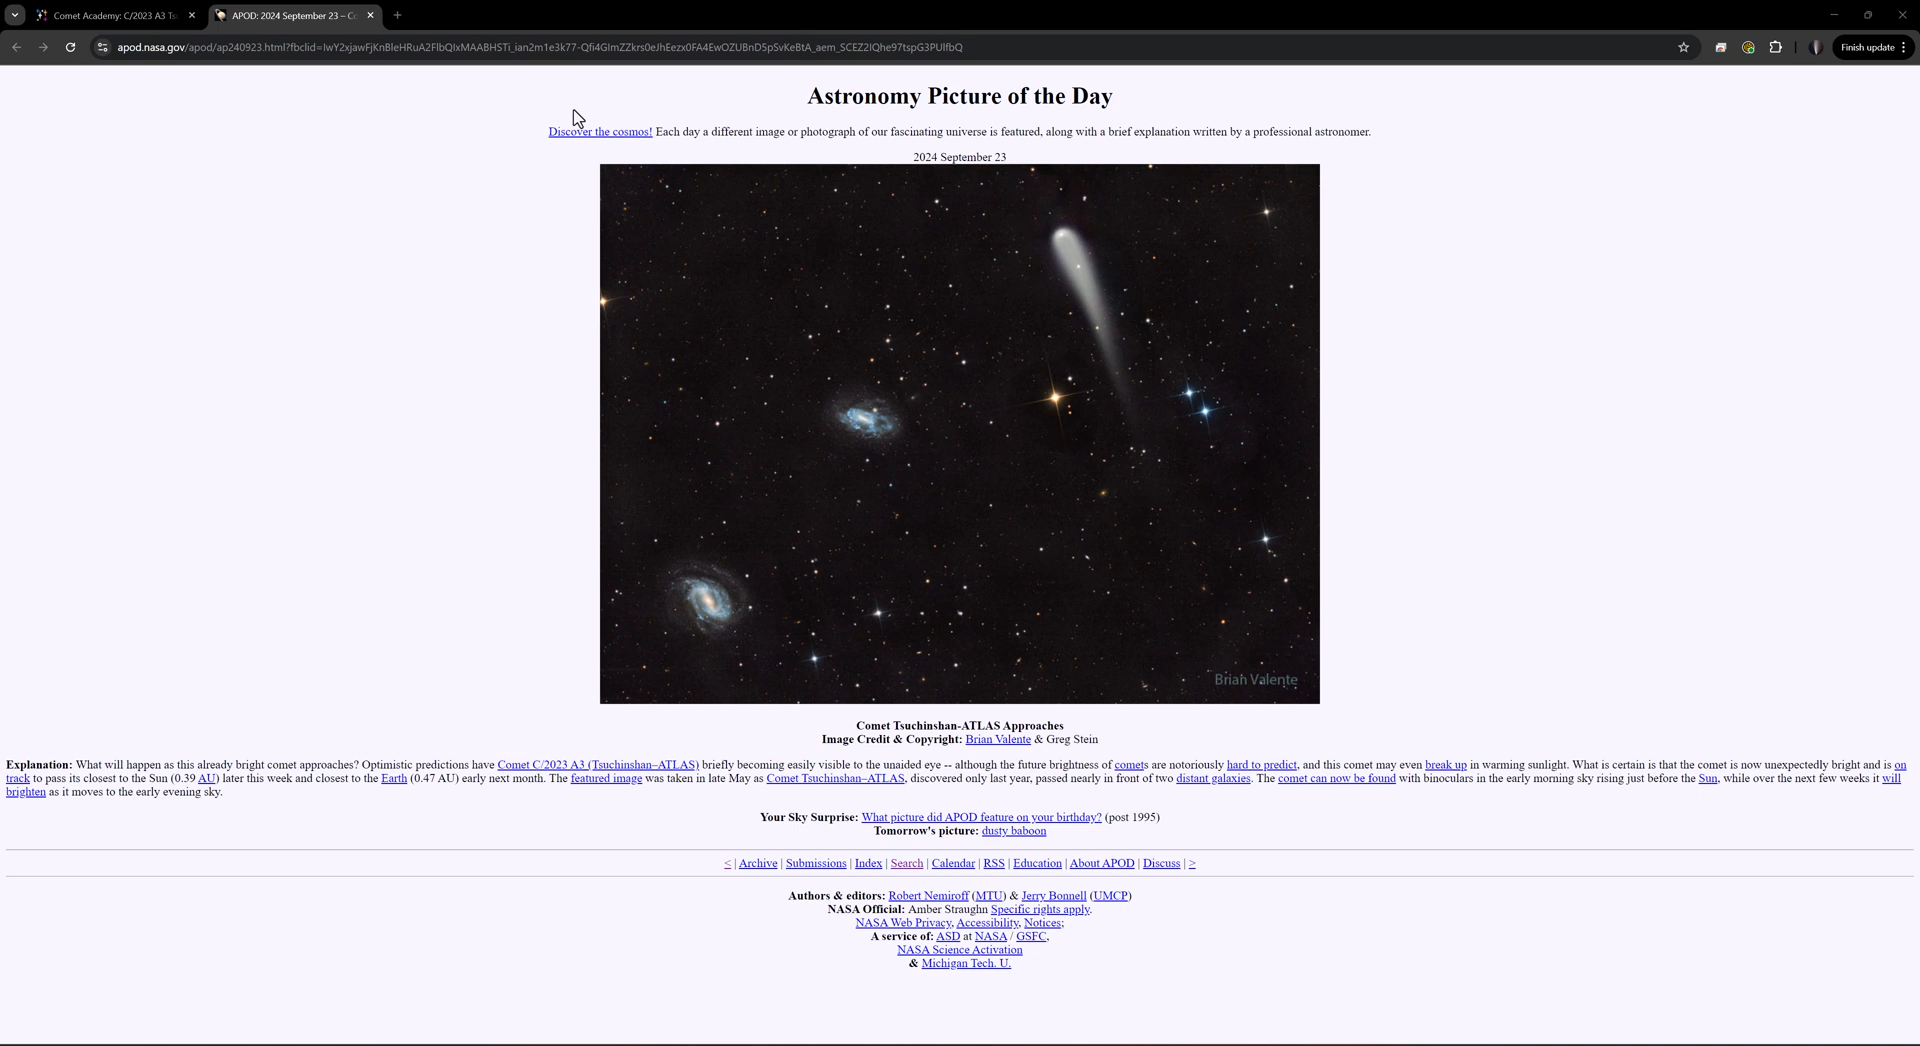 Comet Academy: C/2023 A3 Ts
APOD: 2024 September 23 – C
apod.nasa.gov/apod/ap240923.html?fbclid=
Finish update
Astronomy Picture of the Day
Discover the cosmos! Each day a different image or photograph of our fascinating universe is featured, along with a brief explanation written by a professional astronomer.
2024 September 23
Brian Valente
Comet Tsuchinshan-ATLAS Approaches
Image Credit & Copyright: Brian Valente & Greg Stein
Explanation: What will happen as this already bright comet approaches? Optimistic predictions have Comet C/2023 A3 (Tsuchinshan–ATLAS) briefly becoming easily visible to the unaided eye -- although the future brightness of comets are notoriously hard to predict, and this comet may even break up in warming sunlight. What is certain is that the comet is now unexpectedly bright and is on
track to pass its closest to the Sun (0.39 AU) later this week and closest to the Earth (0.47 AU) early next month. The featured image was taken in late May as Comet Tsuchinshan–ATLAS, discovered only last year, passed nearly in front of two distant galaxies. The comet can now be found with binoculars in the early morning sky rising just before the Sun, while over the next few weeks it will
brighten as it moves to the early evening sky.
Your Sky Surprise: What picture did APOD feature on your birthday? (post 1995)
Tomorrow's picture: dusty baboon
< | Archive | Submissions | Index | Search | Calendar | RSS | Education | About APOD | Discuss | >
Authors & editors: Robert Nemiroff (MTU) & Jerry Bonnell (UMCP)
NASA Official: Amber Straughn Specific rights apply.
NASA Web Privacy, Accessibility, Notices;
A service of: ASD at NASA / GSFC,
NASA Science Activation
& Michigan Tech. U.